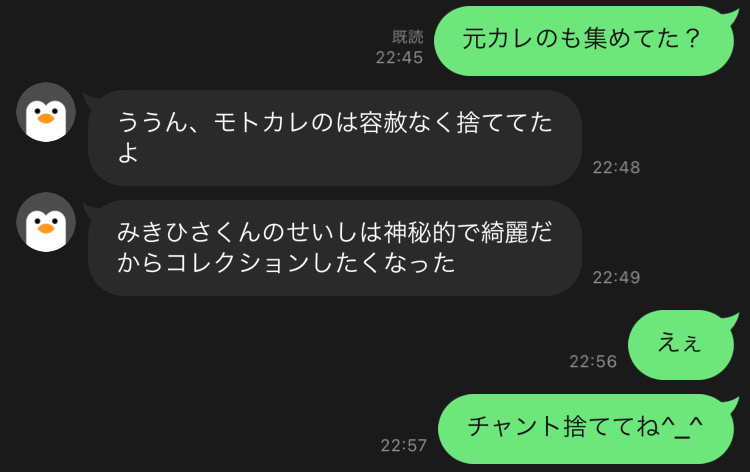 元カレのも集めてた？
既読
22:45
ううん、モトカレのは容赦なく捨ててた
よ
22:48
みきひさくんのせいしは神秘的で綺麗だ
からコレクションしたくなった
22:49
えぇ
22:56
チャント捨ててね^_^
22:57